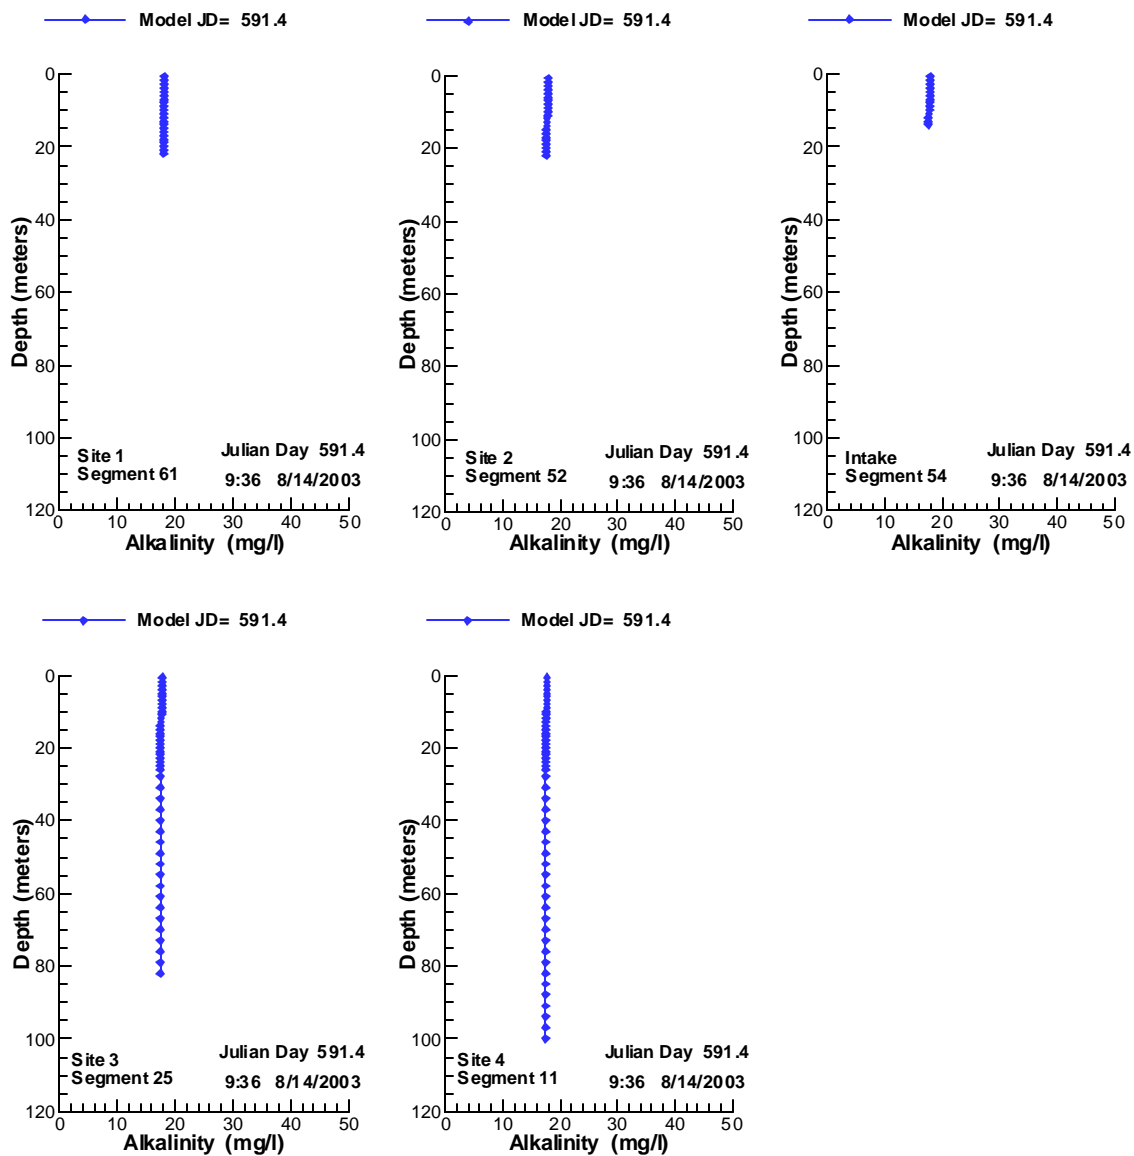 Model JD= 591.4
0
20
40
60
80
100
120
Depth (meters)
Site 1
Segment 61
Julian Day 591.4
9:36 8/14/2003
0 10 20 30 40 50
Alkalinity (mg/l)
Model JD= 591.4
0
20
40
60
80
100
120
Depth (meters)
Site 2
Segment 52
Julian Day 591.4
9:36 8/14/2003
0 10 20 30 40 50
Alkalinity (mg/l)
Model JD= 591.4
0
20
40
60
80
100
120
Depth (meters)
Intake
Segment 54
Julian Day 591.4
9:36 8/14/2003
0 10 20 30 40 50
Alkalinity (mg/l)
Model JD= 591.4
0
20
40
60
80
100
120
Depth (meters)
Site 3
Segment 25
Julian Day 591.4
9:36 8/14/2003
0 10 20 30 40 50
Alkalinity (mg/l)
Model JD= 591.4
0
20
40
60
80
100
120
Depth (meters)
Site 4
Segment 11
Julian Day 591.4
9:36 8/14/2003
0 10 20 30 40 50
Alkalinity (mg/l)